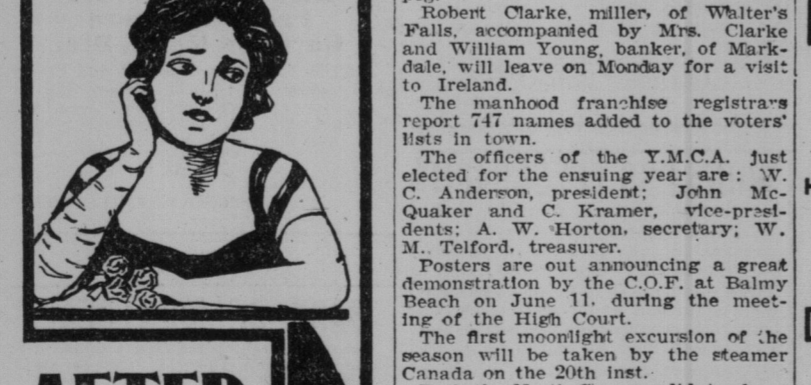 Robert Clarke, miller, of Walter's
Falls, accompanied by Mrs. Clarke
and William Young, banker, of Mark-
dale, will leave on Monday for a visit
to Ireland.
The manhood franchise registrars
report 747 names added to the voters'
lists in town.
The officers of the Y.M.C.A. just
elected for the ensuing year are: W.
C. Anderson, president; John Mc-
Quaker and C. Kramer, vice-presi-
dents; A. W. Horton, secretary; W.
M. Telford, treasurer.
Posters are out announcing a great
demonstration by the C.O.F. at Balmy
Beach on June 11, during the meet-
ing of the High Court.
The first moonlight excursion of the
season will be taken by the steamer
Canada on the 20th inst.
AFTER